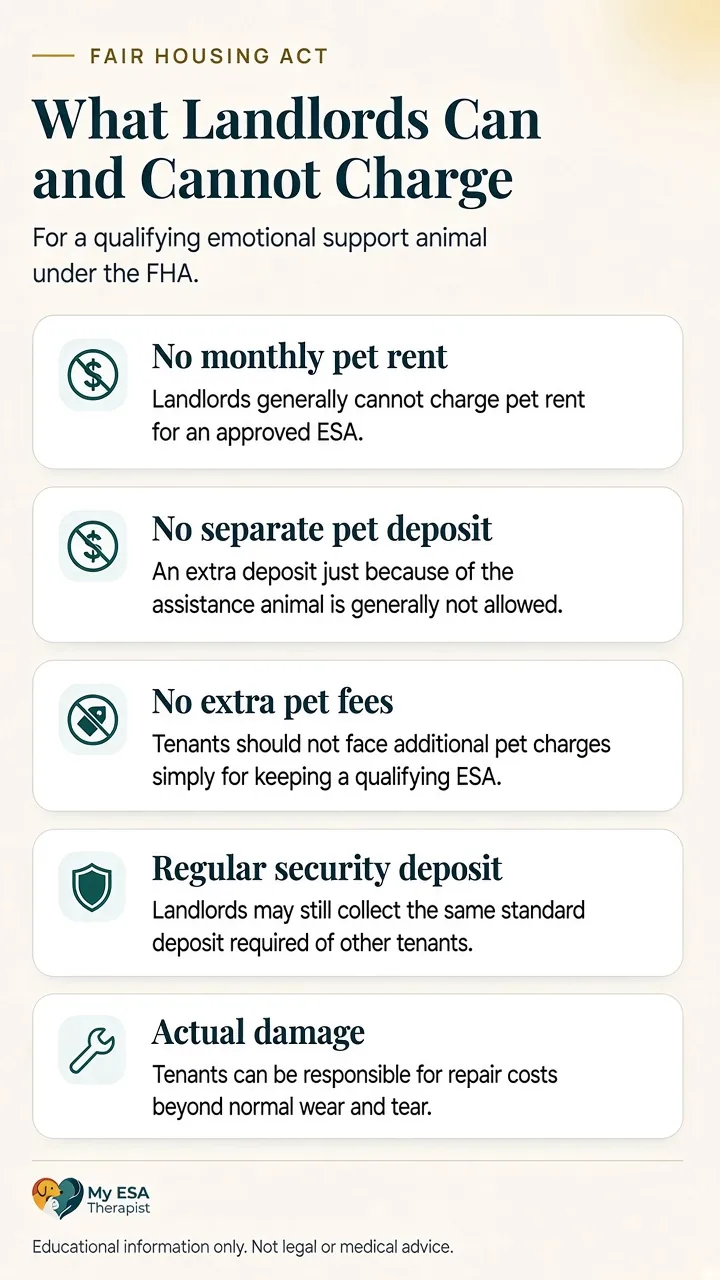 FAIR HOUSING ACT
What Landlords Can
and Cannot Charge
For a qualifying emotional support animal
under the FHA.
No monthly pet rent
Landlords generally cannot charge pet rent
for an approved ESA.
No separate pet deposit
An extra deposit just because of the
assistance animal is generally not allowed.
No extra pet fees
Tenants should not face additional pet charges
simply for keeping a qualifying ESA.
Regular security deposit
Landlords may still collect the same standard
deposit required of other tenants.
Actual damage
Tenants can be responsible for repair costs
beyond normal wear and tear.
My ESA
Therapist
Educational information only. Not legal or medical advice.